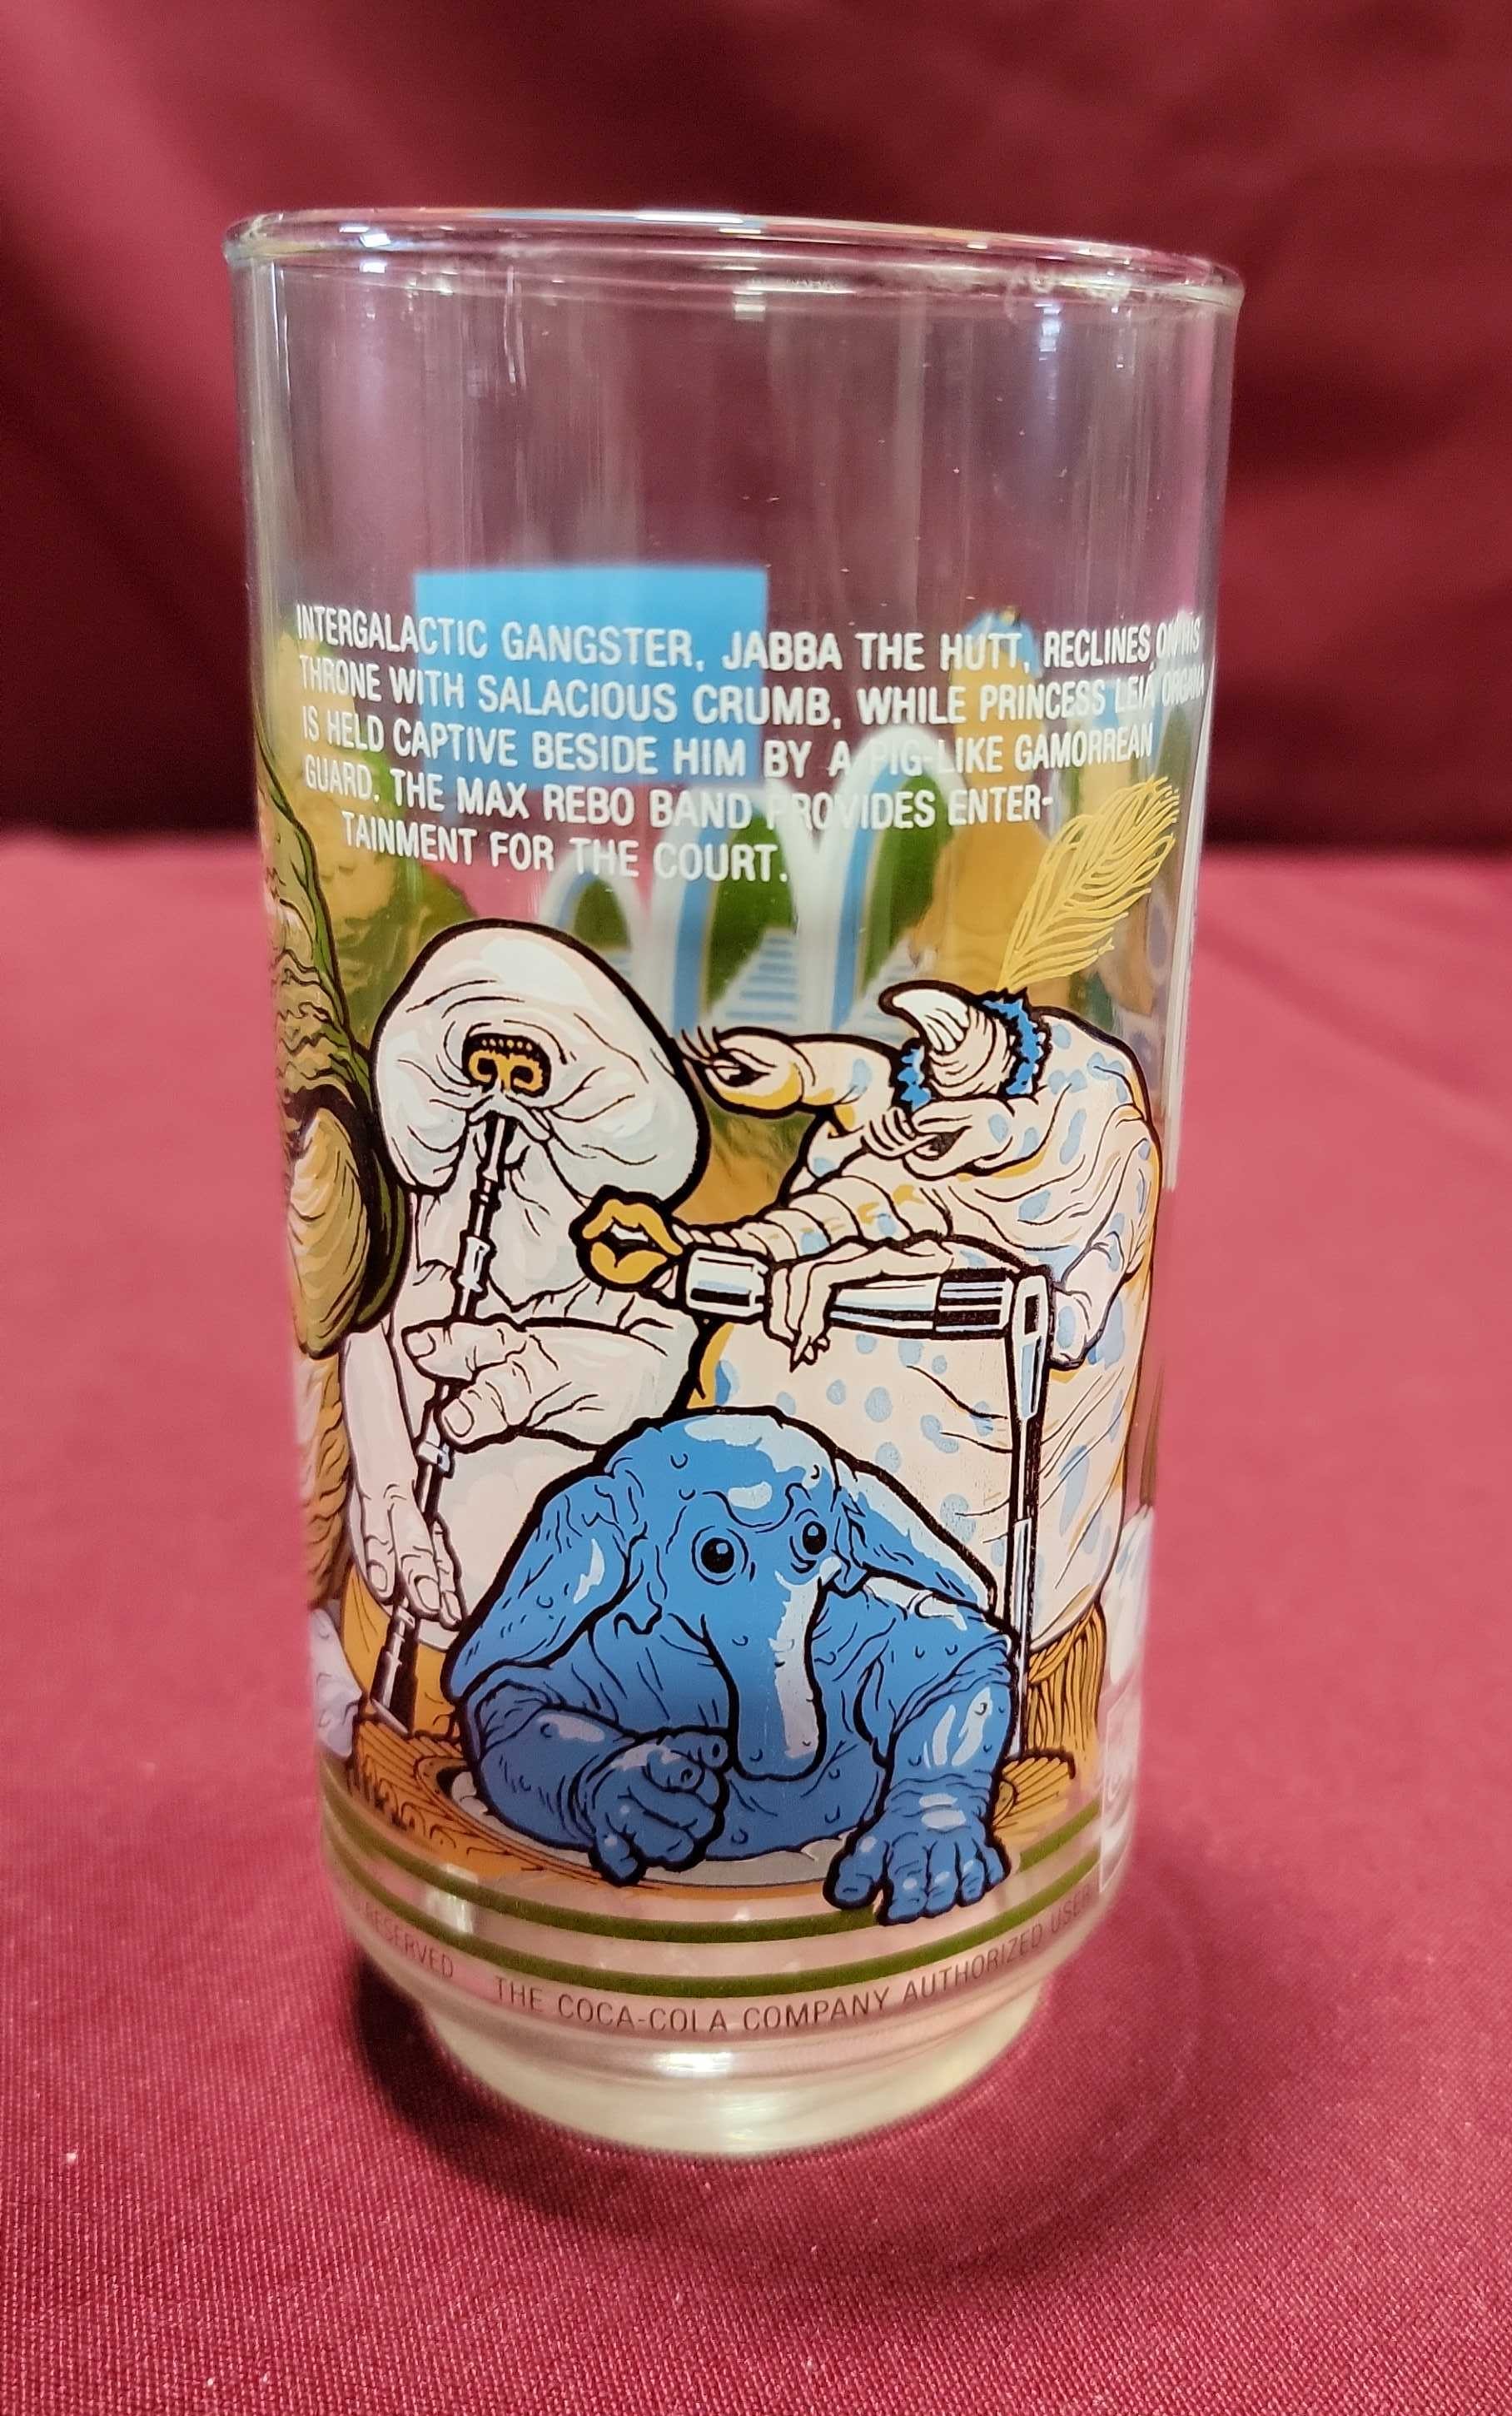 INTERGALACTIC GANGSTER, JABBA THE HUTT, RECLINES ON HIS
THRONE WITH SALACIOUS CRUMB, WHILE PRINCESS LEIA ORGANA
IS HELD CAPTIVE BESIDE HIM BY A PIG-LIKE GAMORREAN
GUARD. THE MAX REBO BAND PROVIDES ENTER-
TAINMENT FOR THE COURT.
RESERVED THE COCA-COLA COMPANY AUTHORIZED USER